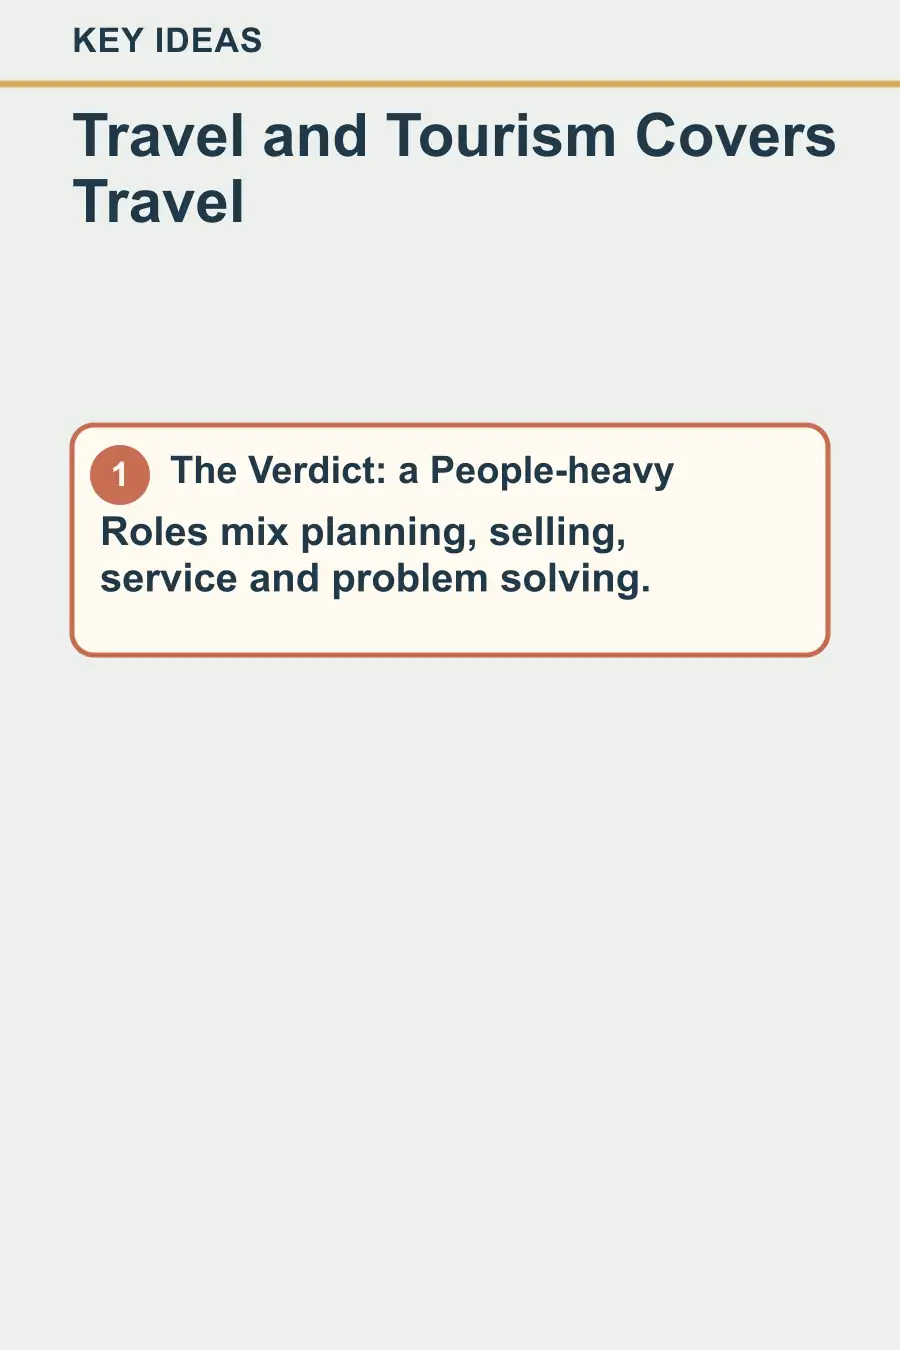 KEY IDEAS
Travel and Tourism Covers
Travel
1 The Verdict: a People-heavy
Roles mix planning, selling,
service and problem solving.